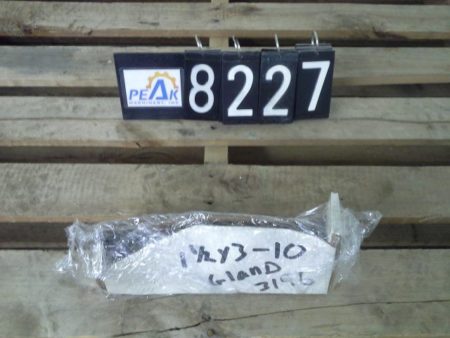 PEAK
MACHINERY, INC
8227
1½X3-10
GlanD
3196